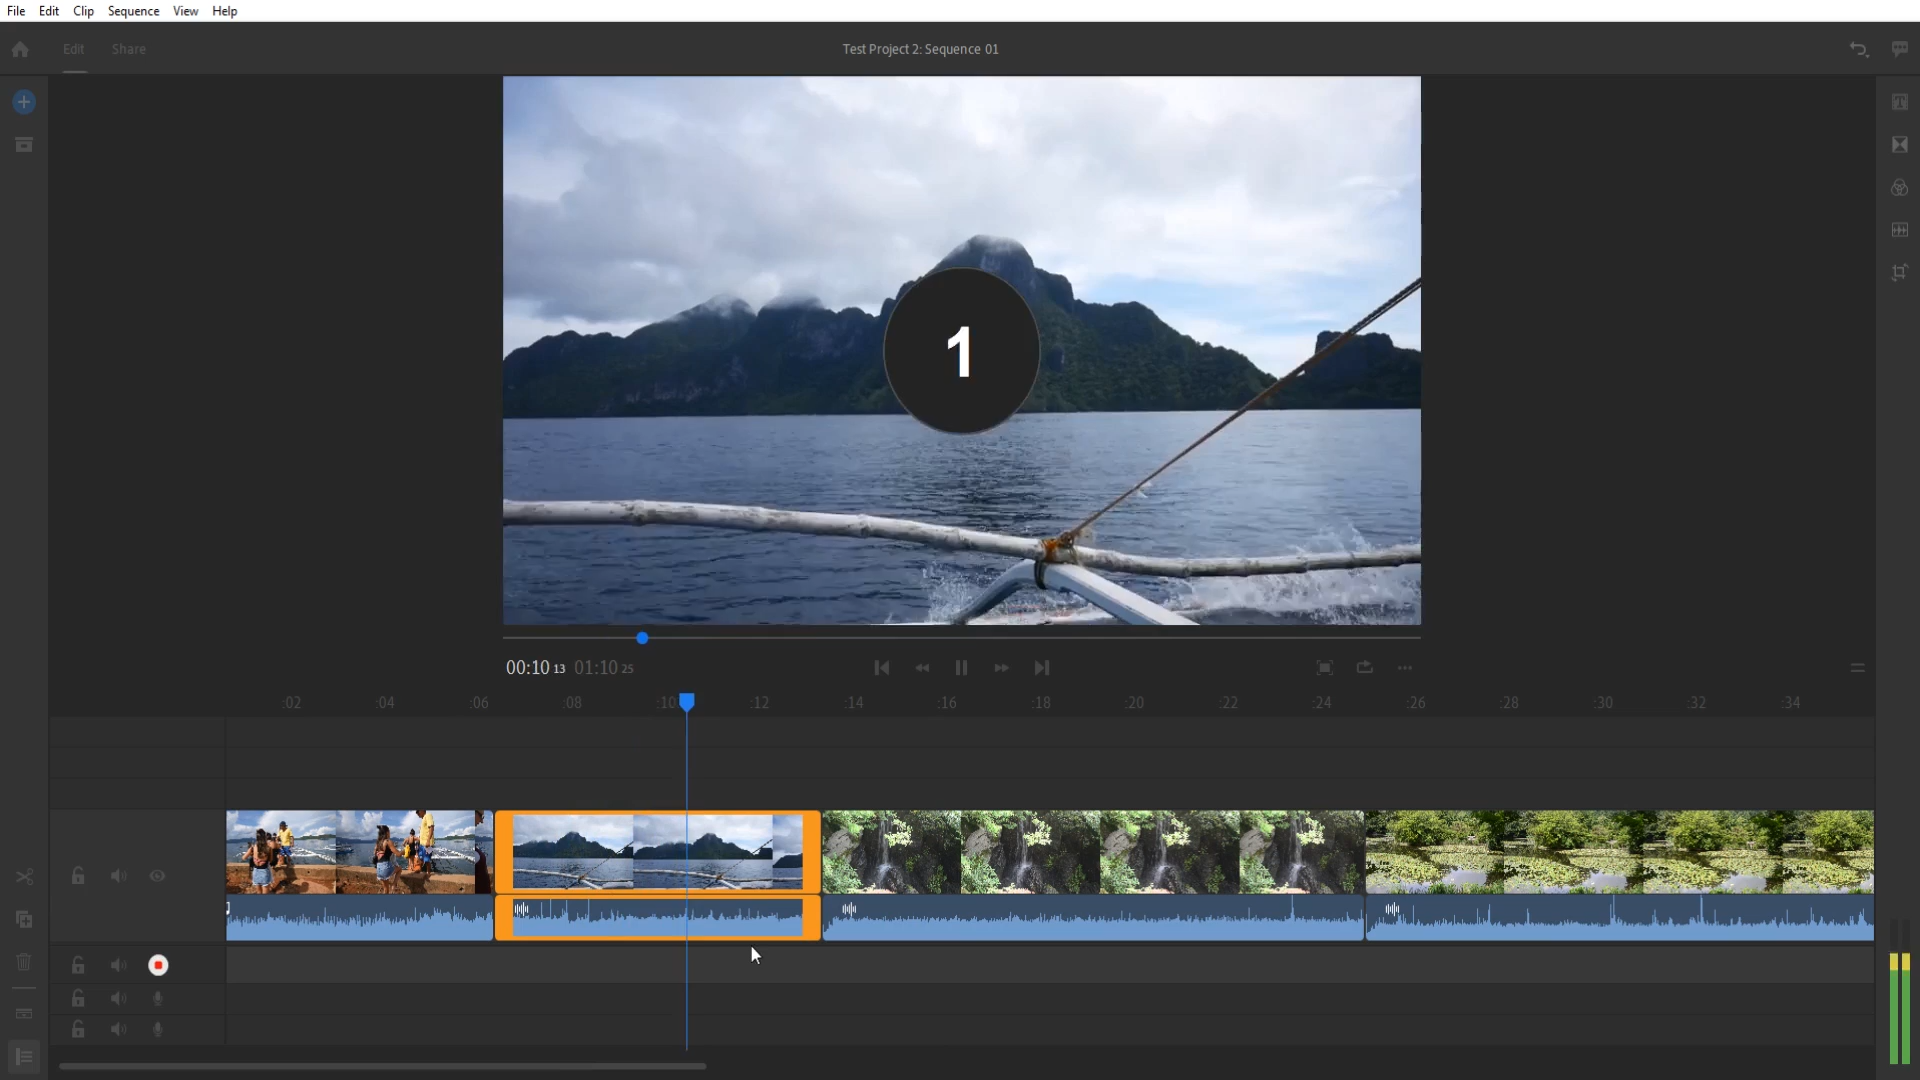 File Edit Clip Sequence View Help
Edit Share Test Project 2: Sequence 01
1
00:10 13 01:10 25
:02 :04 :06 :08 :10 :12 :14 :16 :18 :20 :22 :24 :26 :28 :30 :32 :34